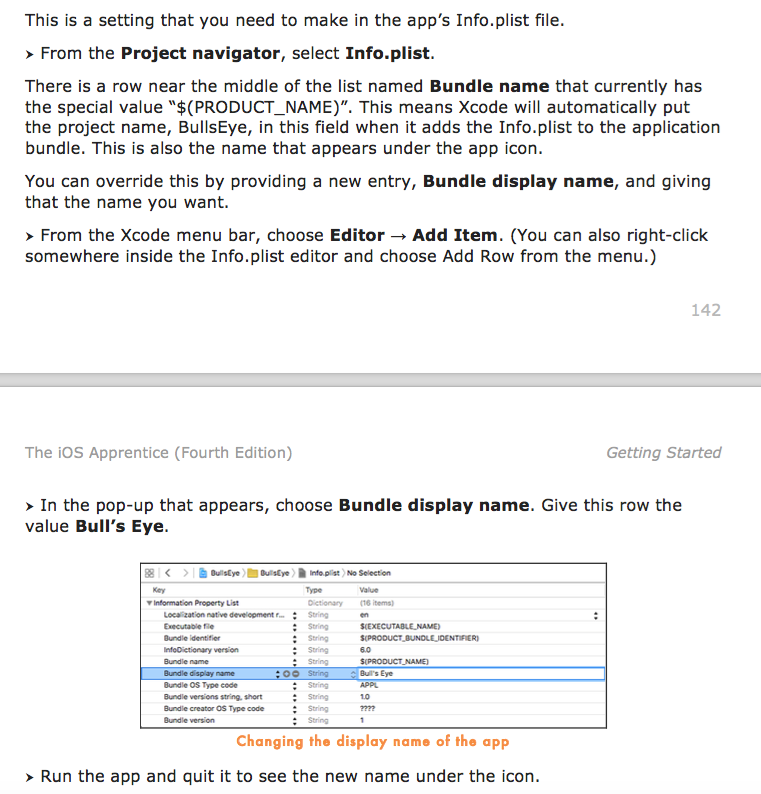 This is a setting that you need to make in the app’s Info.plist file.
➤ From the Project navigator, select Info.plist.
There is a row near the middle of the list named Bundle name that currently has
the special value “$(PRODUCT_NAME)”. This means Xcode will automatically put
the project name, BullsEye, in this field when it adds the Info.plist to the application
bundle. This is also the name that appears under the app icon.
You can override this by providing a new entry, Bundle display name, and giving
that the name you want.
➤ From the Xcode menu bar, choose Editor → Add Item. (You can also right-click
somewhere inside the Info.plist editor and choose Add Row from the menu.)
142
The iOS Apprentice (Fourth Edition) Getting Started
➤ In the pop-up that appears, choose Bundle display name. Give this row the
value Bull’s Eye.
BullsEye BullsEye Info.plist No Selection
Key Type Value
Information Property List Dictionary (16 items)
Localization native development r... String en
Executable file String $(EXECUTABLE_NAME)
Bundle identifier String $(PRODUCT_BUNDLE_IDENTIFIER)
InfoDictionary version String 6.0
Bundle name String $(PRODUCT_NAME)
Bundle display name String Bull's Eye
Bundle OS Type code String APPL
Bundle versions string, short String 1.0
Bundle creator OS Type code String ????
Bundle version String 1
Changing the display name of the app
➤ Run the app and quit it to see the new name under the icon.